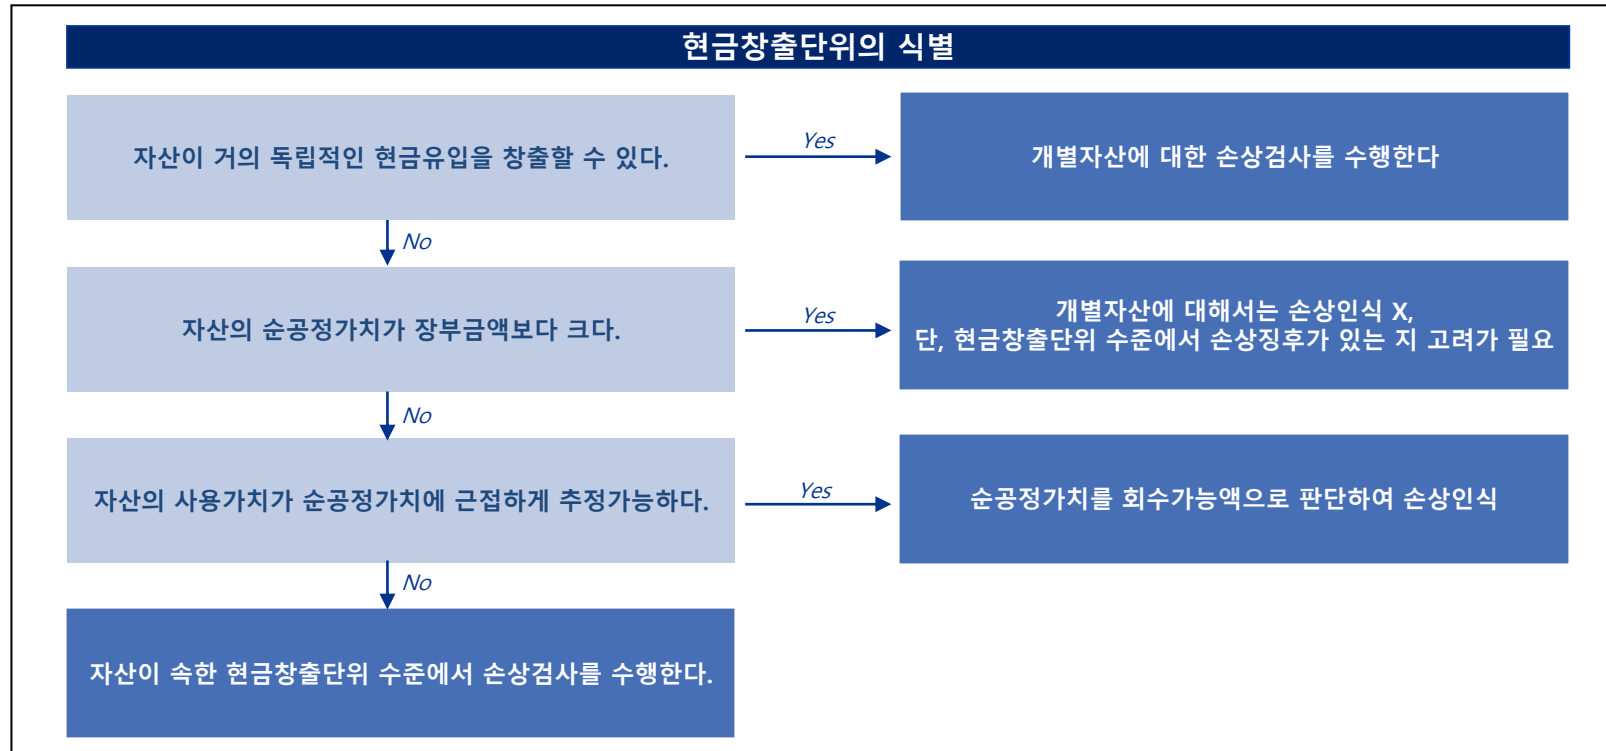 현금창출단위의 식별
자산이 거의 독립적인 현금유입을 창출할 수 있다.
Yes
개별자산에 대한 손상검사를 수행한다
No
자산의 순공정가치가 장부금액보다 크다.
Yes
개별자산에 대해서는 손상인식 X,
단, 현금창출단위 수준에서 손상징후가 있는 지 고려가 필요
No
자산의 사용가치가 순공정가치에 근접하게 추정가능하다.
Yes
순공정가치를 회수가능액으로 판단하여 손상인식
No
자산이 속한 현금창출단위 수준에서 손상검사를 수행한다.